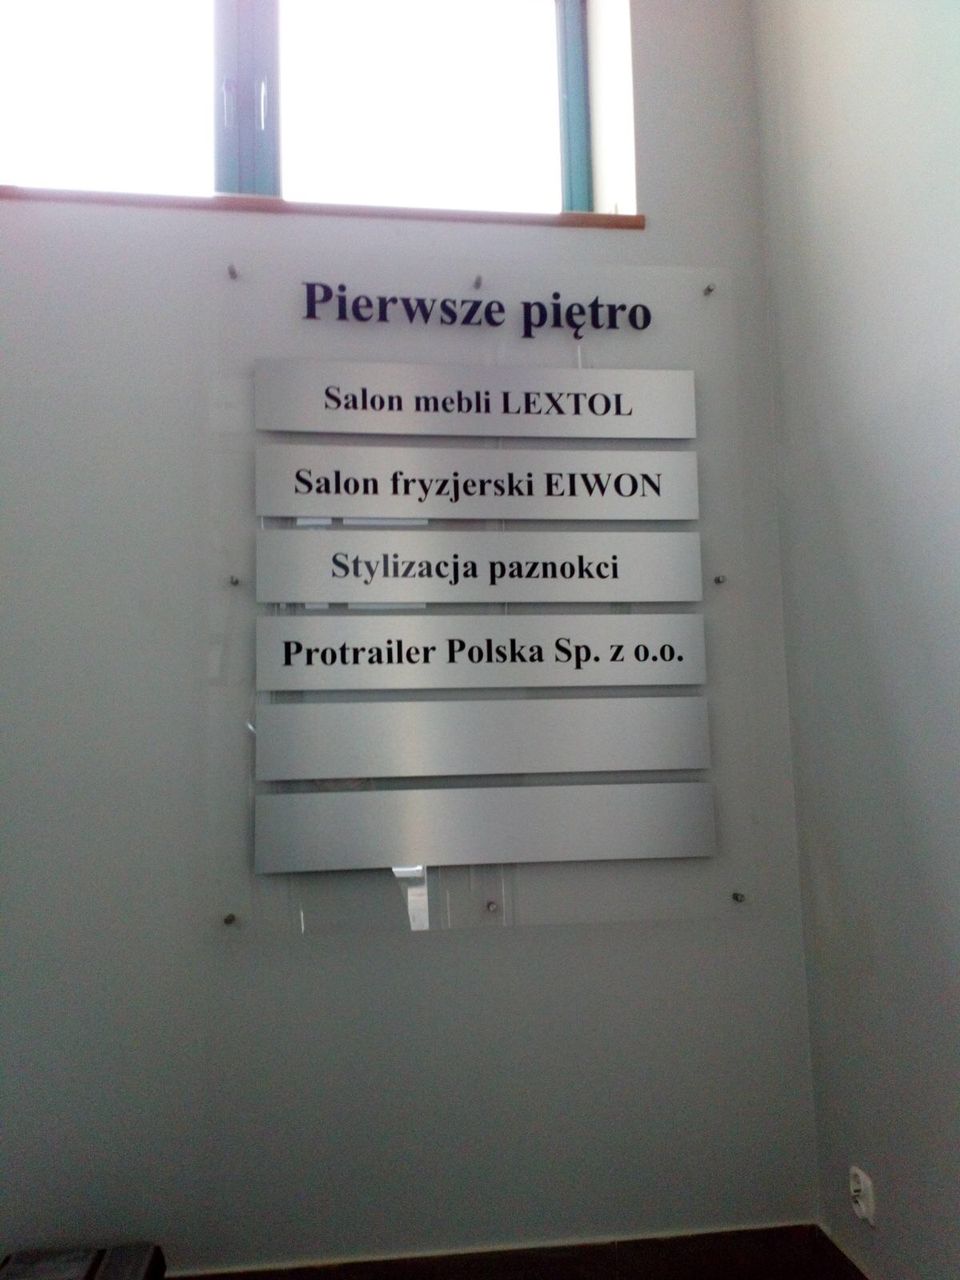 Pierwsze piętro
Salon mebli LEXTOL
Salon fryzjerski EIWON
Stylizacja paznokci
Protrailer Polska Sp. z o.o.